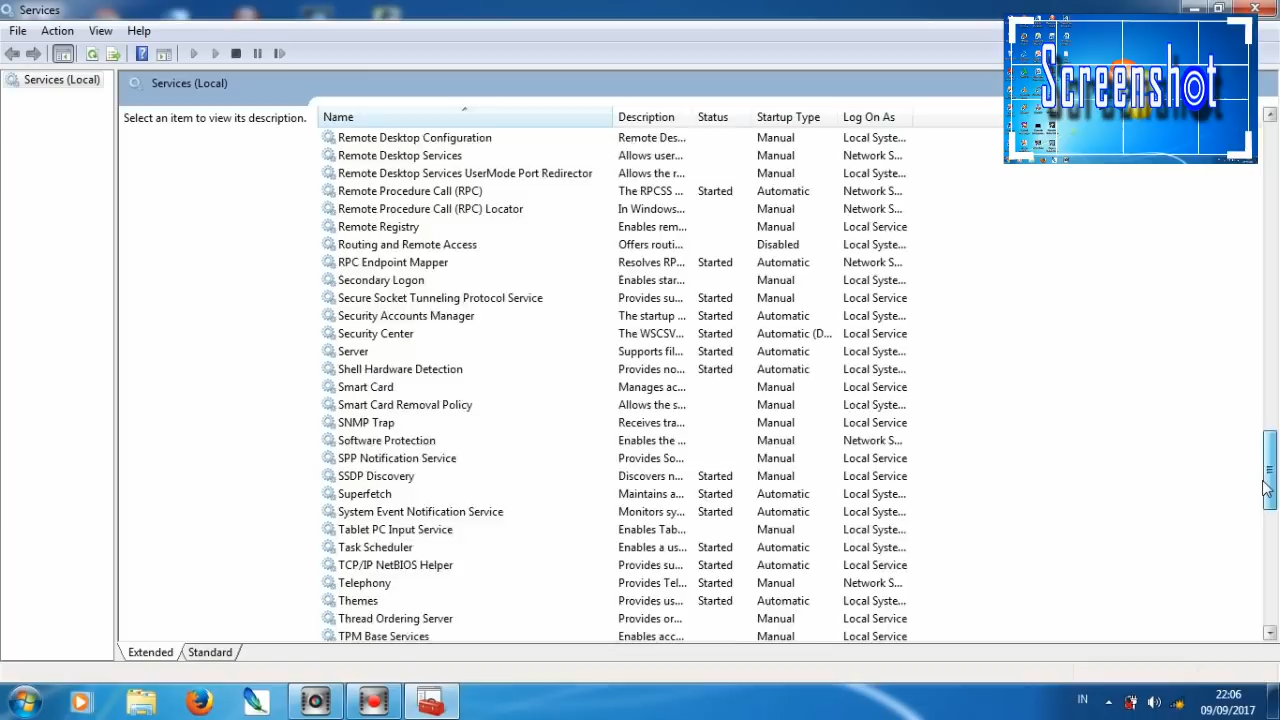 Services
File Action View Help
Screenshot
Services (Local)
Services (Local)
Select an item to view its description.
Name Description Status Startup Type Log On As
Remote Desktop Configuration Remote Des... Manual Local Syste...
Remote Desktop Services Allows user... Manual Network S...
Remote Desktop Services UserMode Port Redirector Allows the r... Manual Local Syste...
Remote Procedure Call (RPC) The RPCSS ... Started Automatic Network S...
Remote Procedure Call (RPC) Locator In Windows... Manual Network S...
Remote Registry Enables rem... Manual Local Service
Routing and Remote Access Offers routi... Disabled Local Syste...
RPC Endpoint Mapper Resolves RP... Started Automatic Network S...
Secondary Logon Enables star... Manual Local Syste...
Secure Socket Tunneling Protocol Service Provides su... Started Manual Local Service
Security Accounts Manager The startup ... Started Automatic Local Syste...
Security Center The WSCSV... Started Automatic (D... Local Service
Server Supports fil... Started Automatic Local Syste...
Shell Hardware Detection Provides no... Started Automatic Local Syste...
Smart Card Manages ac... Manual Local Service
Smart Card Removal Policy Allows the s... Manual Local Syste...
SNMP Trap Receives tra... Manual Local Service
Software Protection Enables the ... Manual Network S...
SPP Notification Service Provides So... Manual Local Service
SSDP Discovery Discovers n... Started Manual Local Service
Superfetch Maintains a... Started Automatic Local Syste...
System Event Notification Service Monitors sy... Started Automatic Local Syste...
Tablet PC Input Service Enables Tab... Manual Local Syste...
Task Scheduler Enables a us... Started Automatic Local Syste...
TCP/IP NetBIOS Helper Provides su... Started Automatic Local Service
Telephony Provides Tel... Started Manual Network S...
Themes Provides us... Started Automatic Local Syste...
Thread Ordering Server Provides or... Manual Local Service
TPM Base Services Enables acc... Manual Local Service
Extended Standard
IN
22:06
09/09/2017